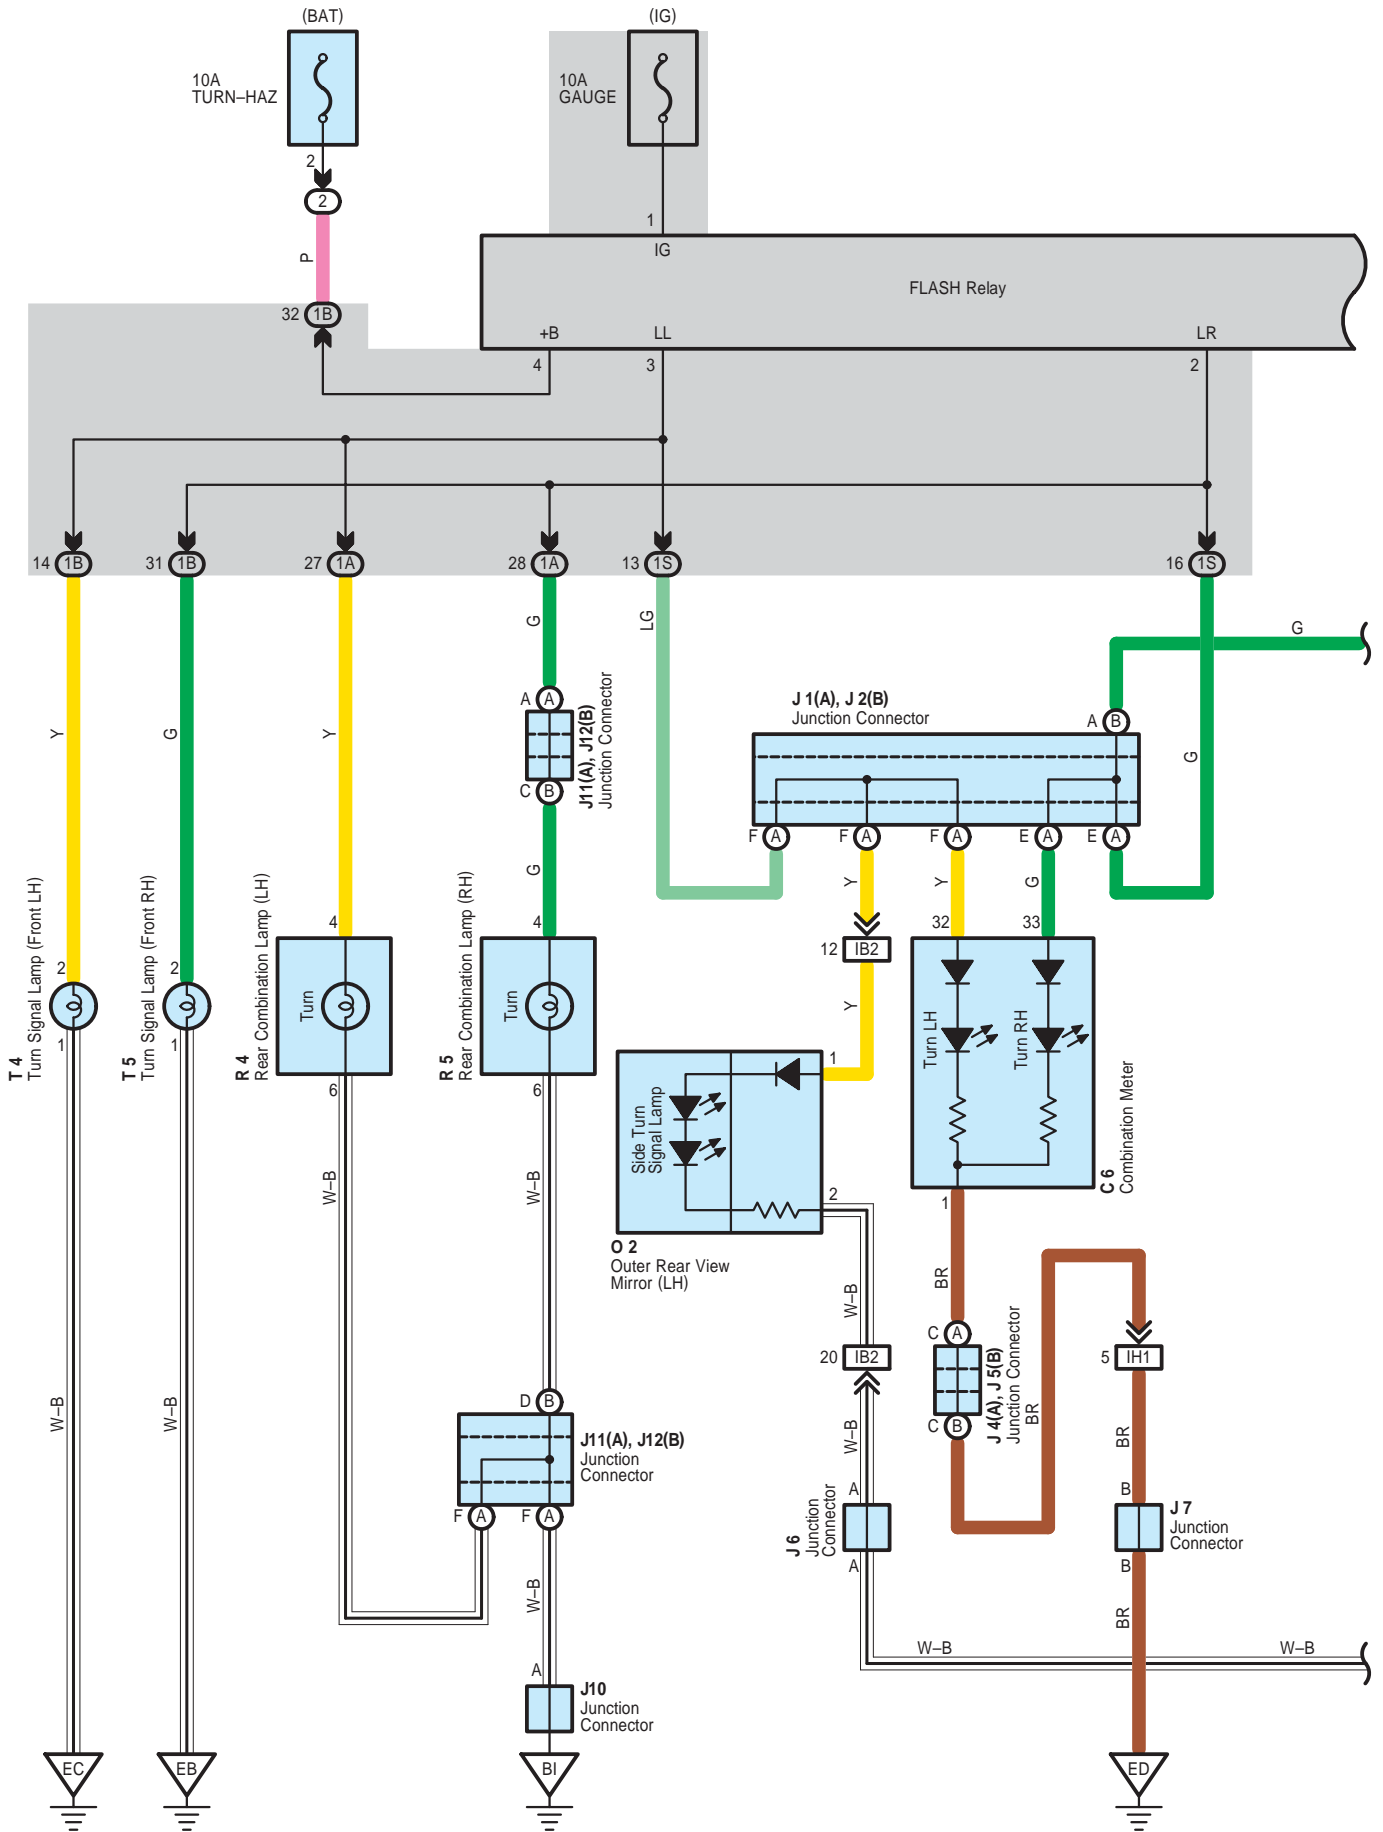 (BAT)
(IG)
10A
TURN–HAZ
10A
GAUGE
2
2
1
IG
P
FLASH Relay
32 1B
+B
LL
LR
4
3
2
14 1B
31 1B
27 1A
28 1A
13 1S
16 1S
Y
G
Y
G
LG
G
G
A A
J11(A), J12(B)
Junction Connector
C B
G
J 1(A), J 2(B)
Junction Connector
A B
F A
F A
F A
E A
E A
Y
Y
G
12 IB2
Y
32
33
T 4
Turn Signal Lamp (Front LH)
2
1
T 5
Turn Signal Lamp (Front RH)
2
1
R 4
Rear Combination Lamp (LH)
4
Turn
6
R 5
Rear Combination Lamp (RH)
4
Turn
6
Side Turn
Signal Lamp
1
2
O 2
Outer Rear View
Mirror (LH)
Turn LH
Turn RH
C 6
Combination Meter
1
W–B
W–B
W–B
W–B
W–B
BR
C A
J 4(A), J 5(B)
Junction Connector
C B
BR
20 IB2
5 IH1
W–B
BR
D B
J11(A), J12(B)
Junction
Connector
F A
F A
A
J 6
Junction
Connector
A
B
J 7
Junction
Connector
B
W–B
BR
W–B
W–B
A
J10
Junction
Connector
EC
EB
BI
ED